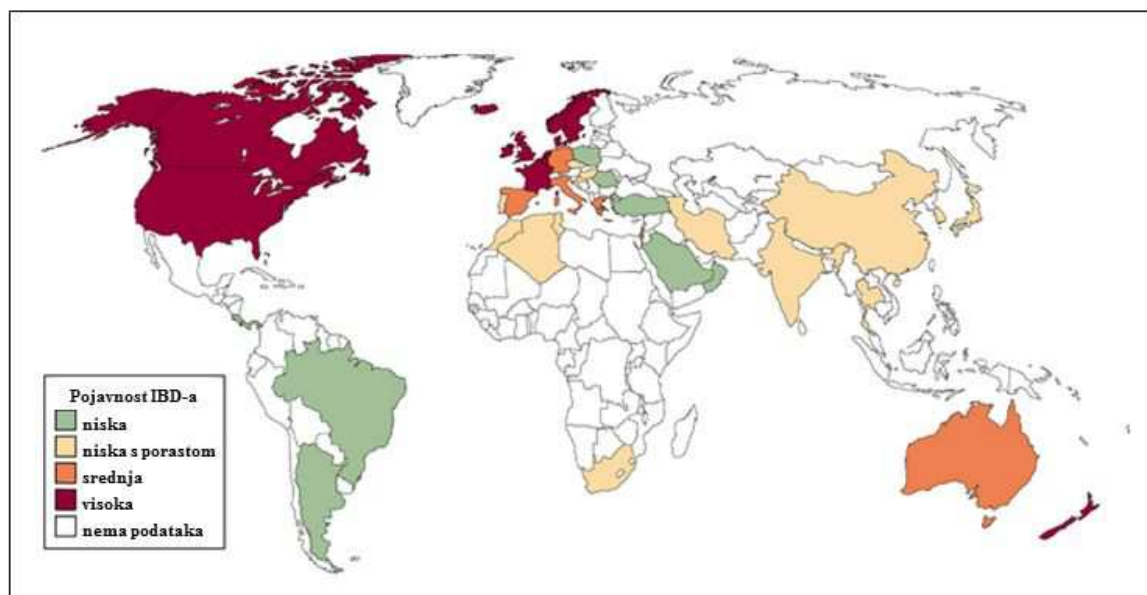 Pojavnost IBD-a
niska
niska s porastom
srednja
visoka
nema podataka